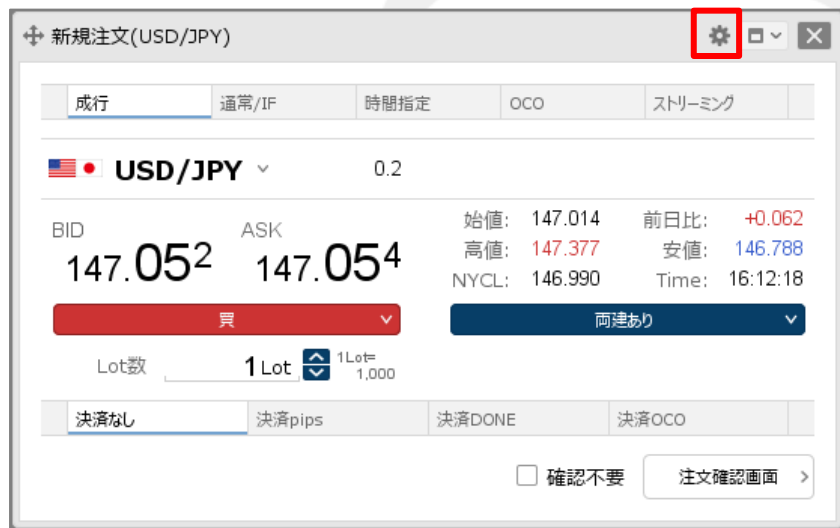 新規注文(USD/JPY)
成行 通常/IF 時間指定 OCO ストリーミング
USD/JPY 0.2
BID ASK 始値: 147.014 前日比: +0.062
147.052 147.054 高値: 147.377 安値: 146.788
NYCL: 146.990 Time: 16:12:18
買 両建あり
Lot数 1 Lot 1Lot=
1,000
決済なし 決済pips 決済DONE 決済OCO
確認不要 注文確認画面